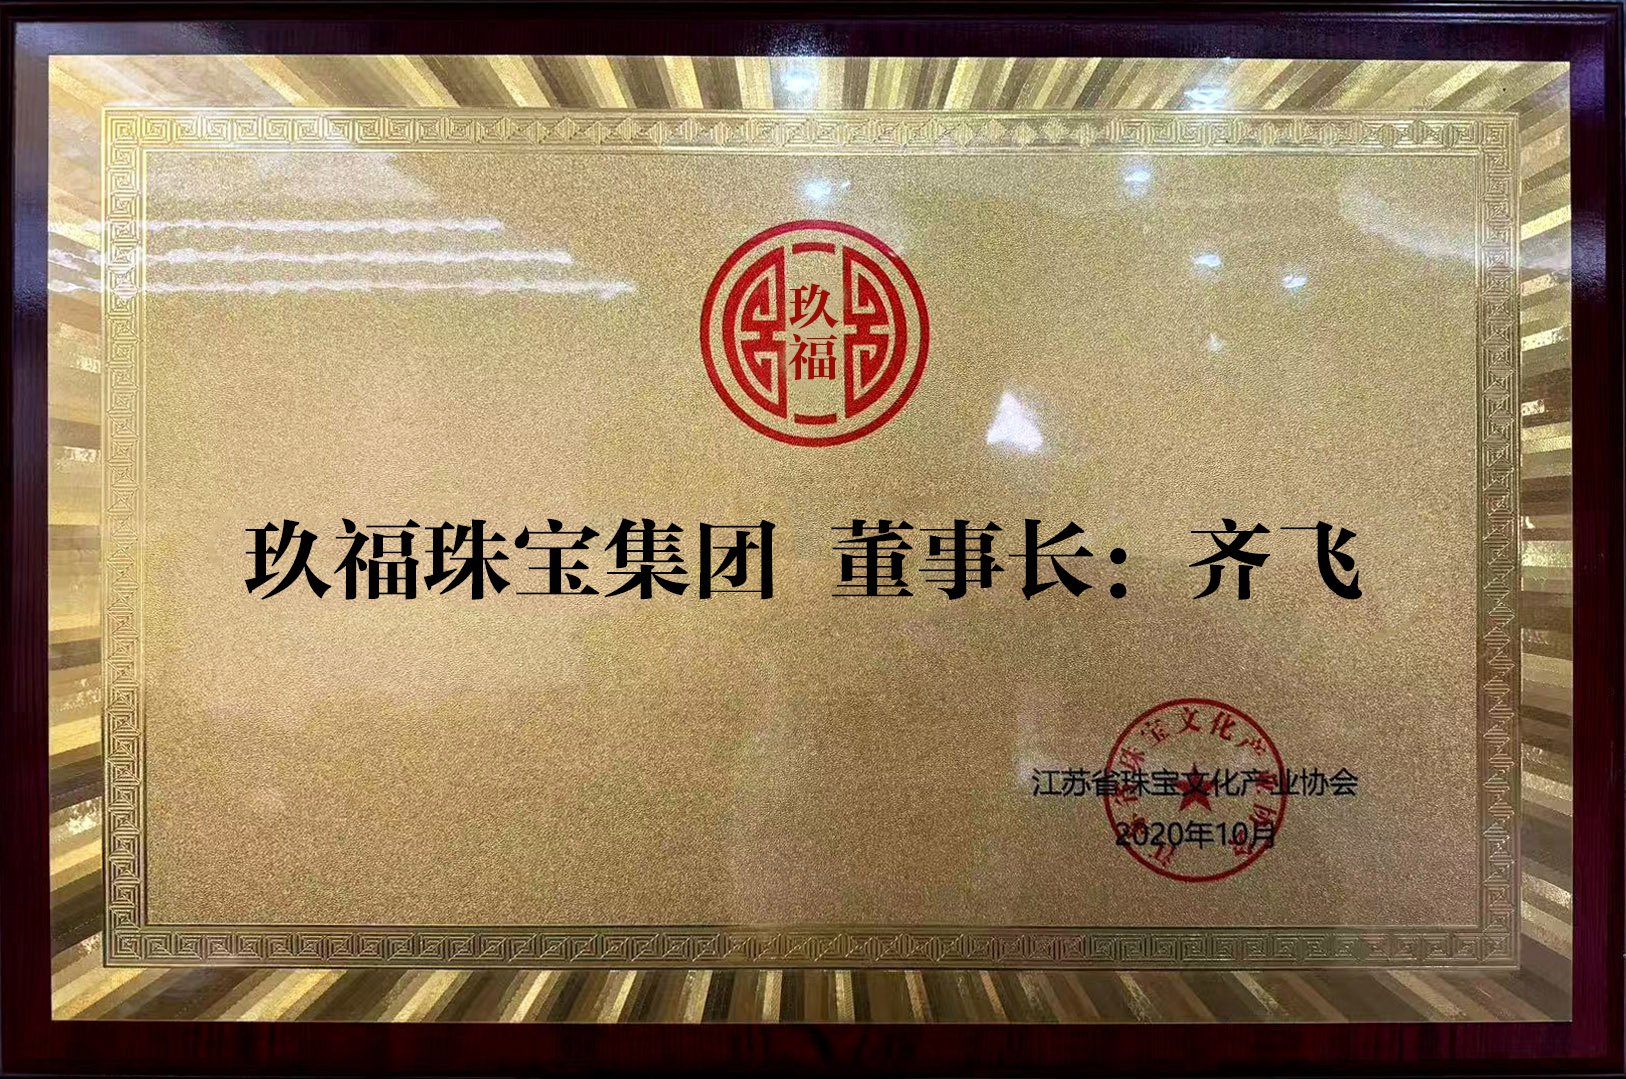 玖
福
玖福珠宝集团 董事长：齐飞
江苏省珠宝文化产业协会
2020年10月